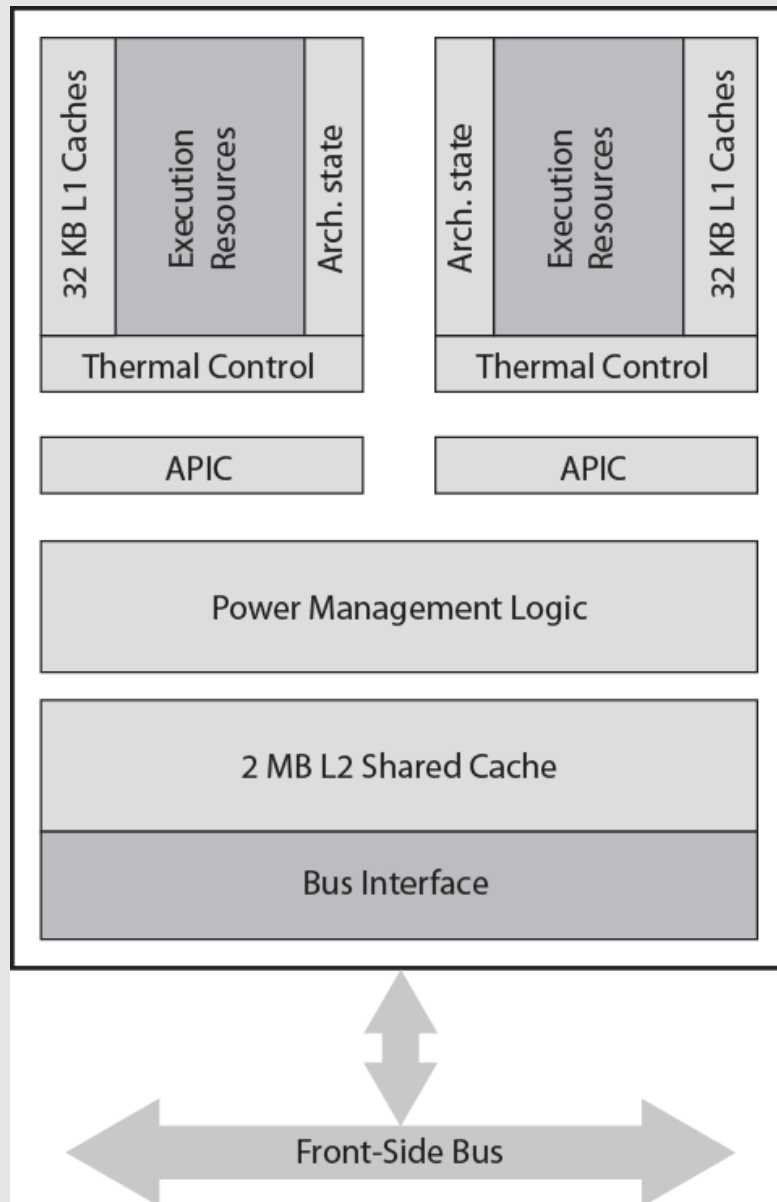 32 KB L1 Caches
Execution
Resources
Arch. state
Thermal Control
Arch. state
Execution
Resources
32 KB L1 Caches
Thermal Control
APIC
APIC
Power Management Logic
2 MB L2 Shared Cache
Bus Interface
Front-Side Bus